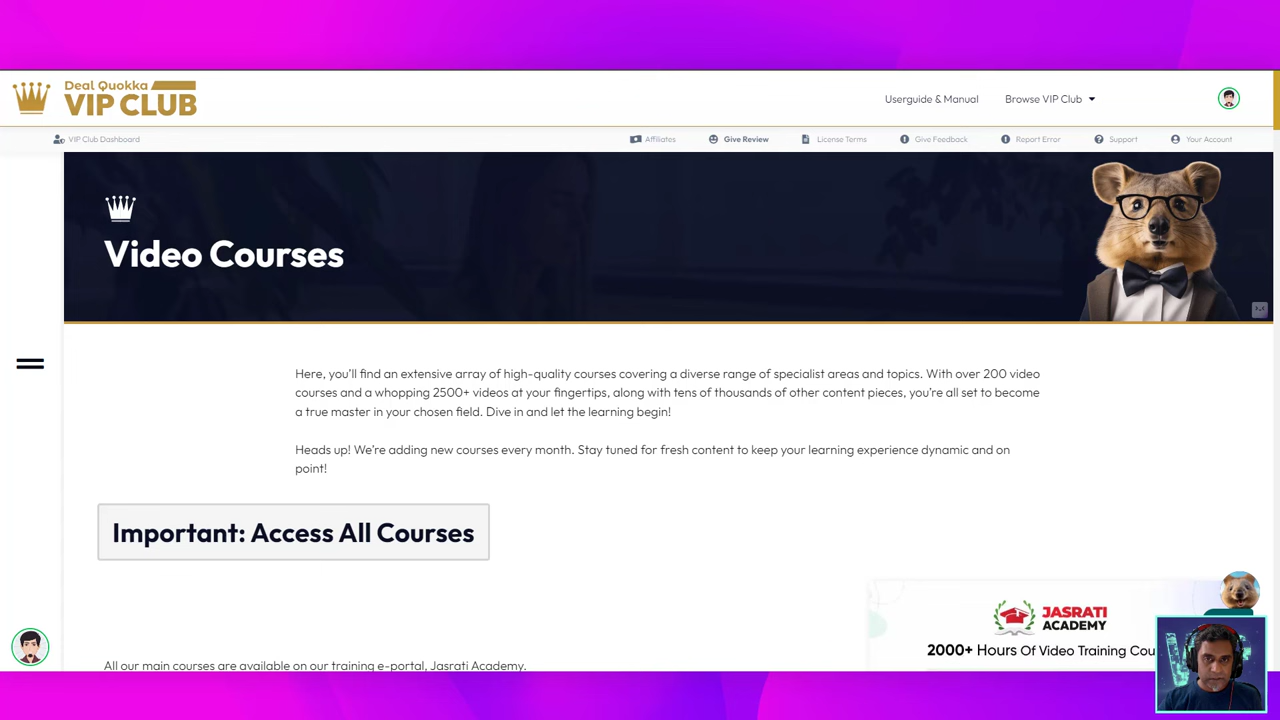 Deal Quokka
VIP CLUB
Userguide & Manual
Browse VIP Club
VIP Club Dashboard
Affiliates
Give Review
License Terms
Give Feedback
Report Error
Support
Your Account
Video Courses
Here, you'll find an extensive array of high-quality courses covering a diverse range of specialist areas and topics. With over 200 video
courses and a whopping 2500+ videos at your fingertips, along with tens of thousands of other content pieces, you're all set to become
a true master in your chosen field. Dive in and let the learning begin!
Heads up! We're adding new courses every month. Stay tuned for fresh content to keep your learning experience dynamic and on
point!
Important: Access All Courses
JASRATI
ACADEMY
2000+ Hours Of Video Training Cou
All our main courses are available on our training e-portal, Jasrati Academy.